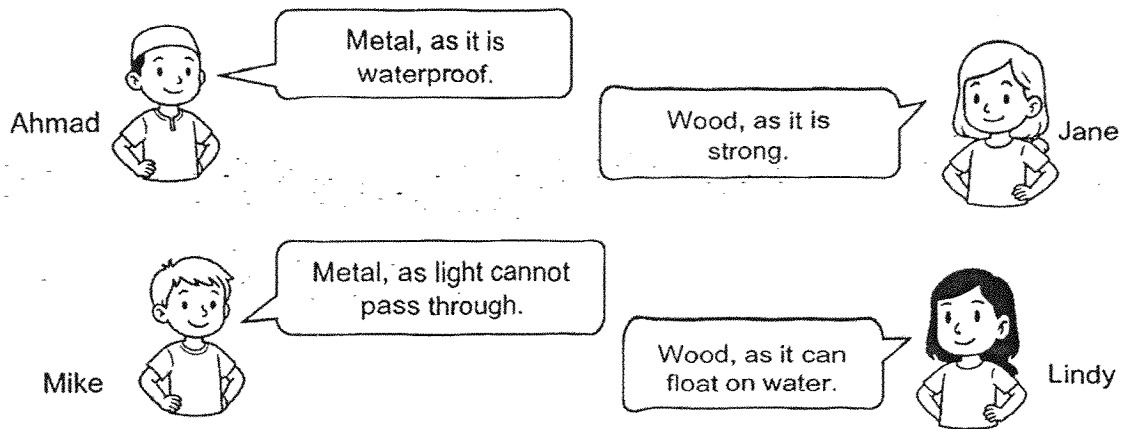 Metal, as it is
waterproof.
Ahmad
Wood, as it is
strong.
Jane
Metal, as light cannot
pass through.
Mike
Wood, as it can
float on water.
Lindy